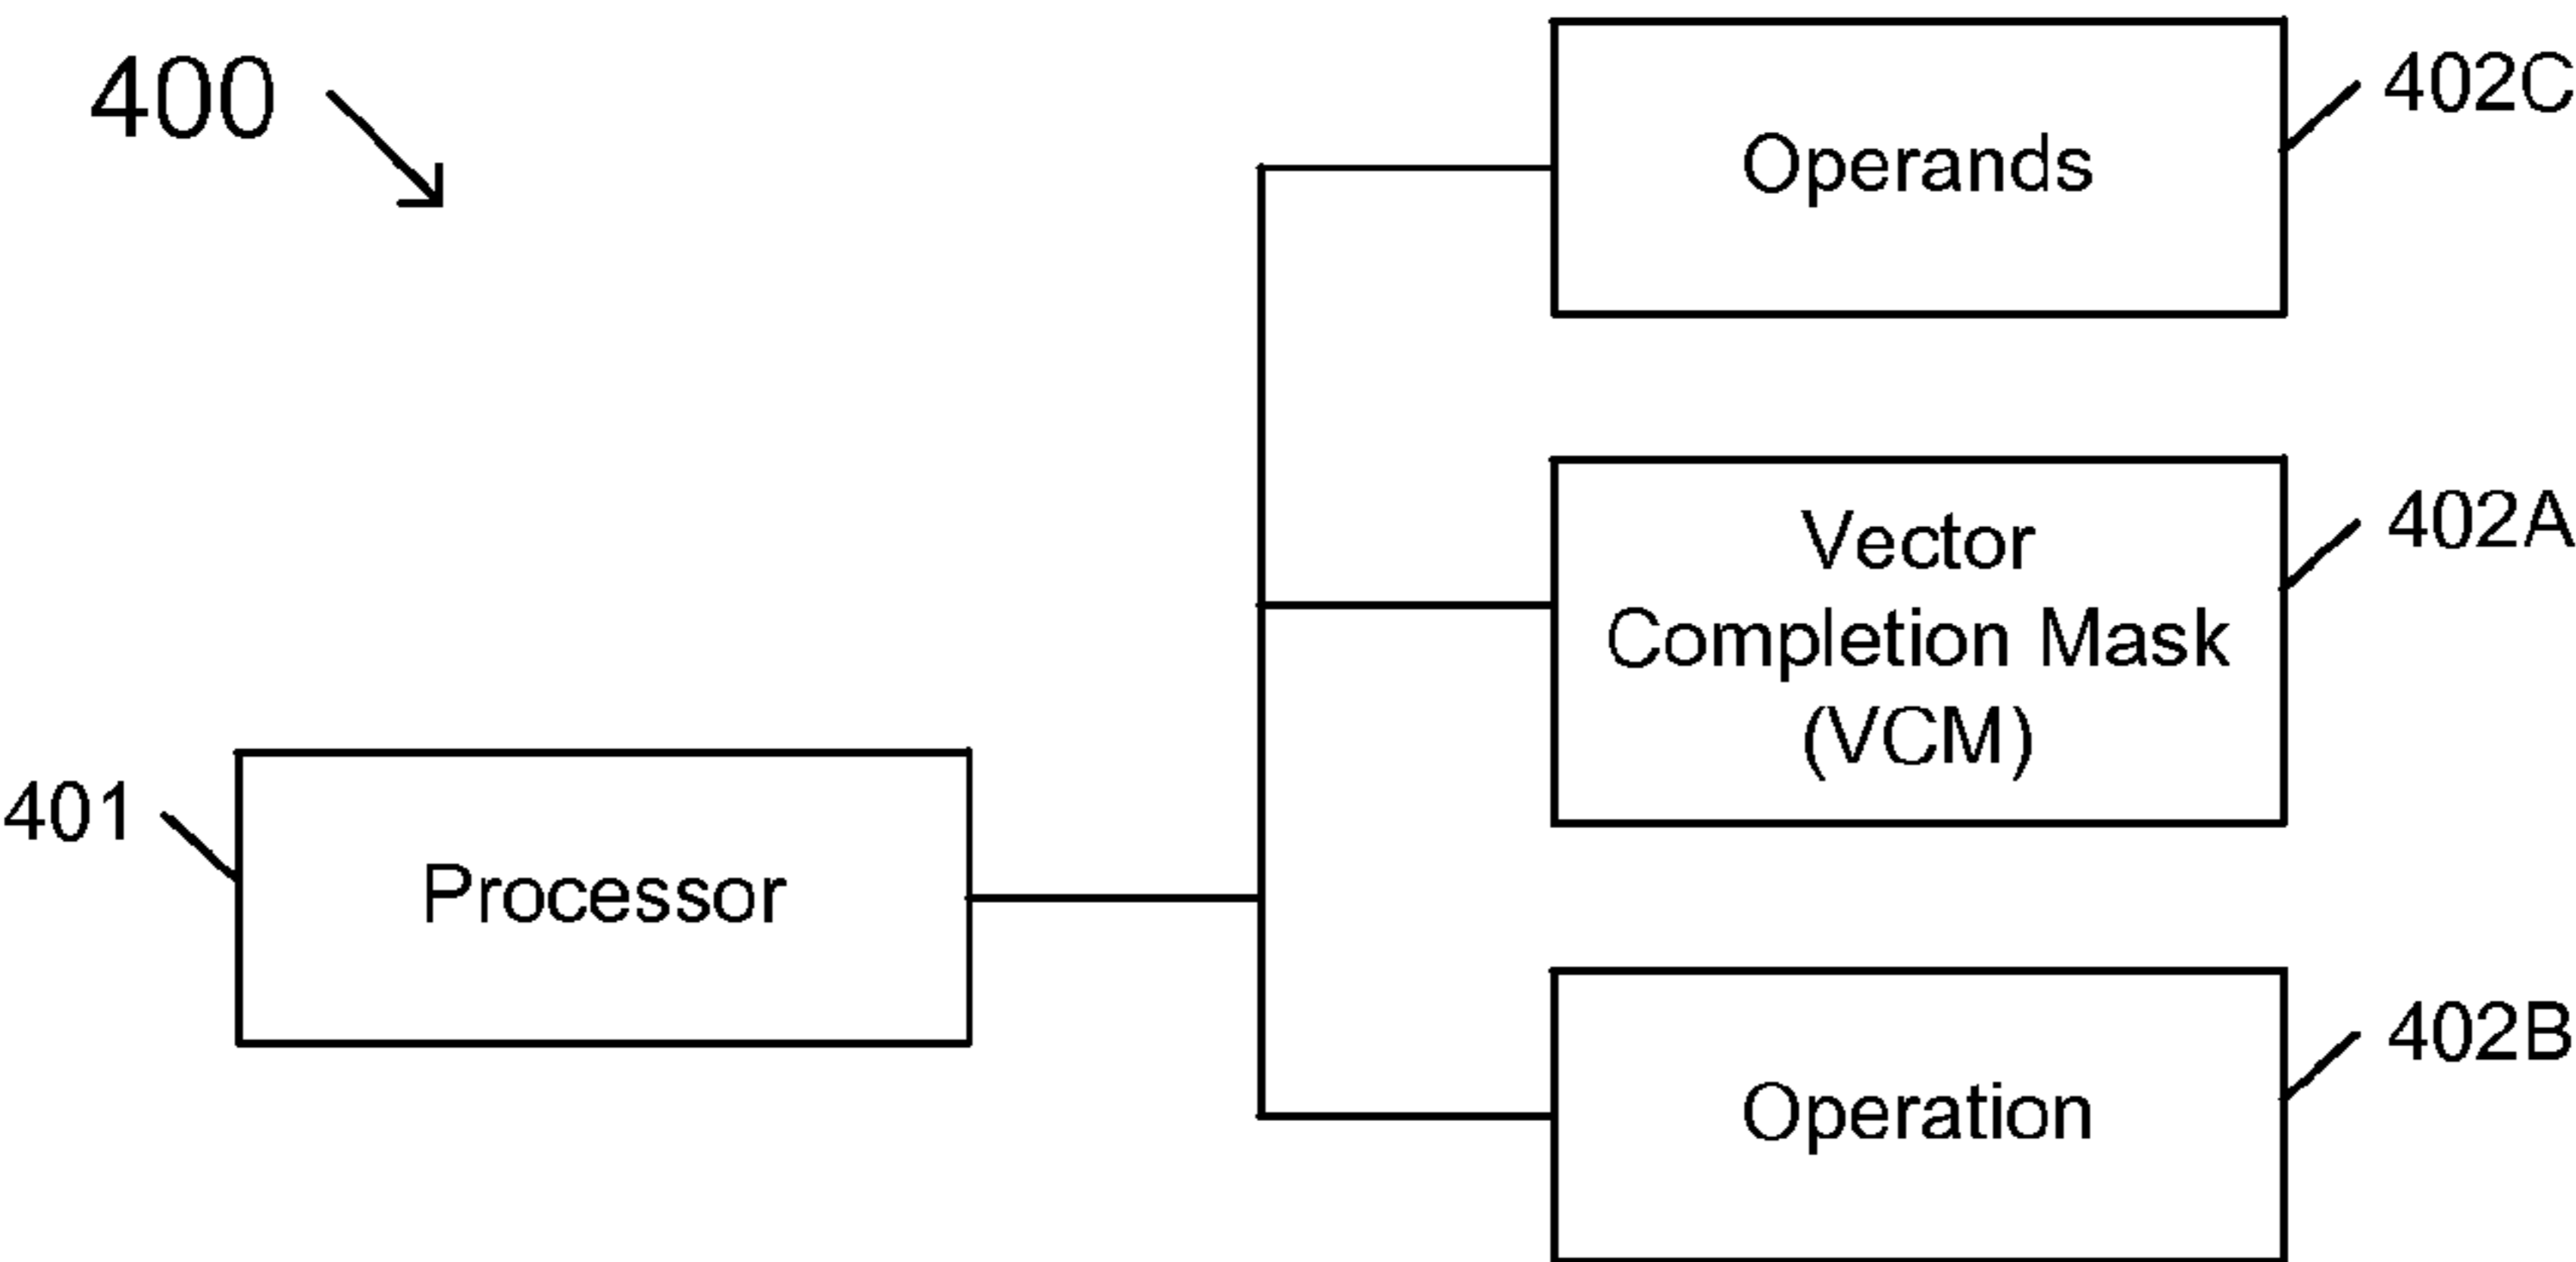 400
Operands
402C
Vector
Completion Mask
(VCM)
402A
401
Processor
Operation
402B